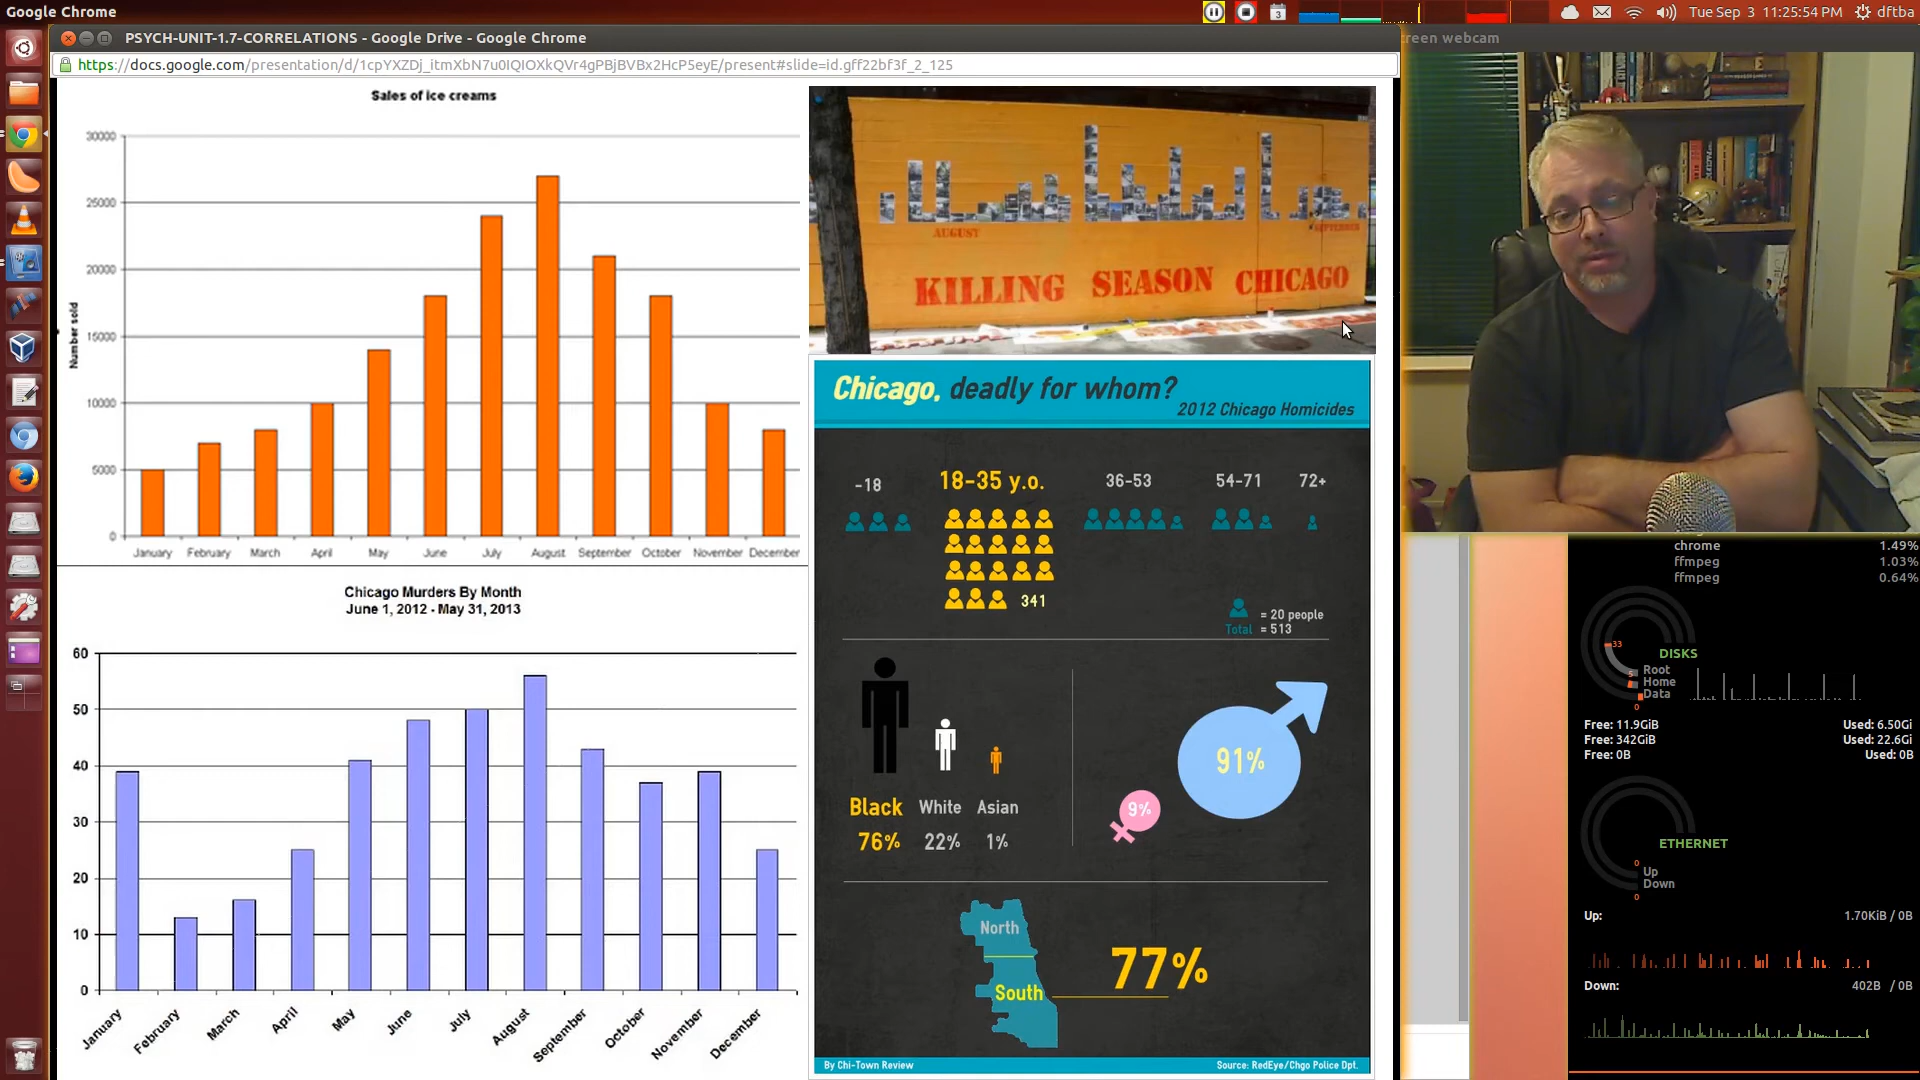 Google Chrome
3
Tue Sep 3 11:25:54 PM
dftba
PSYCH-UNIT-1.7-CORRELATIONS - Google Drive - Google Chrome
reen webcam
https://docs.google.com/presentation/d/1cpYXZDj_itmXbN7u0IQIOXkQVr4gPBjBVBx2HcP5eyE/present#slide=id.gff22bf3f_2_125
Sales of ice creams
Number sold
30000
25000
20000
15000
10000
5000
0
January February March April May June July August September October November December
Chicago Murders By Month
June 1, 2012 - May 31, 2013
60
50
40
30
20
10
0
January February March April May June July August September October November December
AUGUST
SEPTEMBER
KILLING SEASON CHICAGO
Chicago, deadly for whom?
2012 Chicago Homicides
-18 18-35 y.o. 36-53 54-71 72+
341
= 20 people
Total = 513
Black White Asian
76% 22% 1%
91%
9%
North
South
77%
By Chi-Town Review
Source: RedEye/Chgo Police Dpt.
chrome 1.49%
ffmpeg 1.03%
ffmpeg 0.64%
33
DISKS
5
Root
Home
Data
0
Free: 11.9GiB Used: 6.50Gi
Free: 342GiB Used: 22.6Gi
Free: 0B Used: 0B
ETHERNET
0
Up
Down
0
Up: 1.70KiB / 0B
Down: 402B / 0B